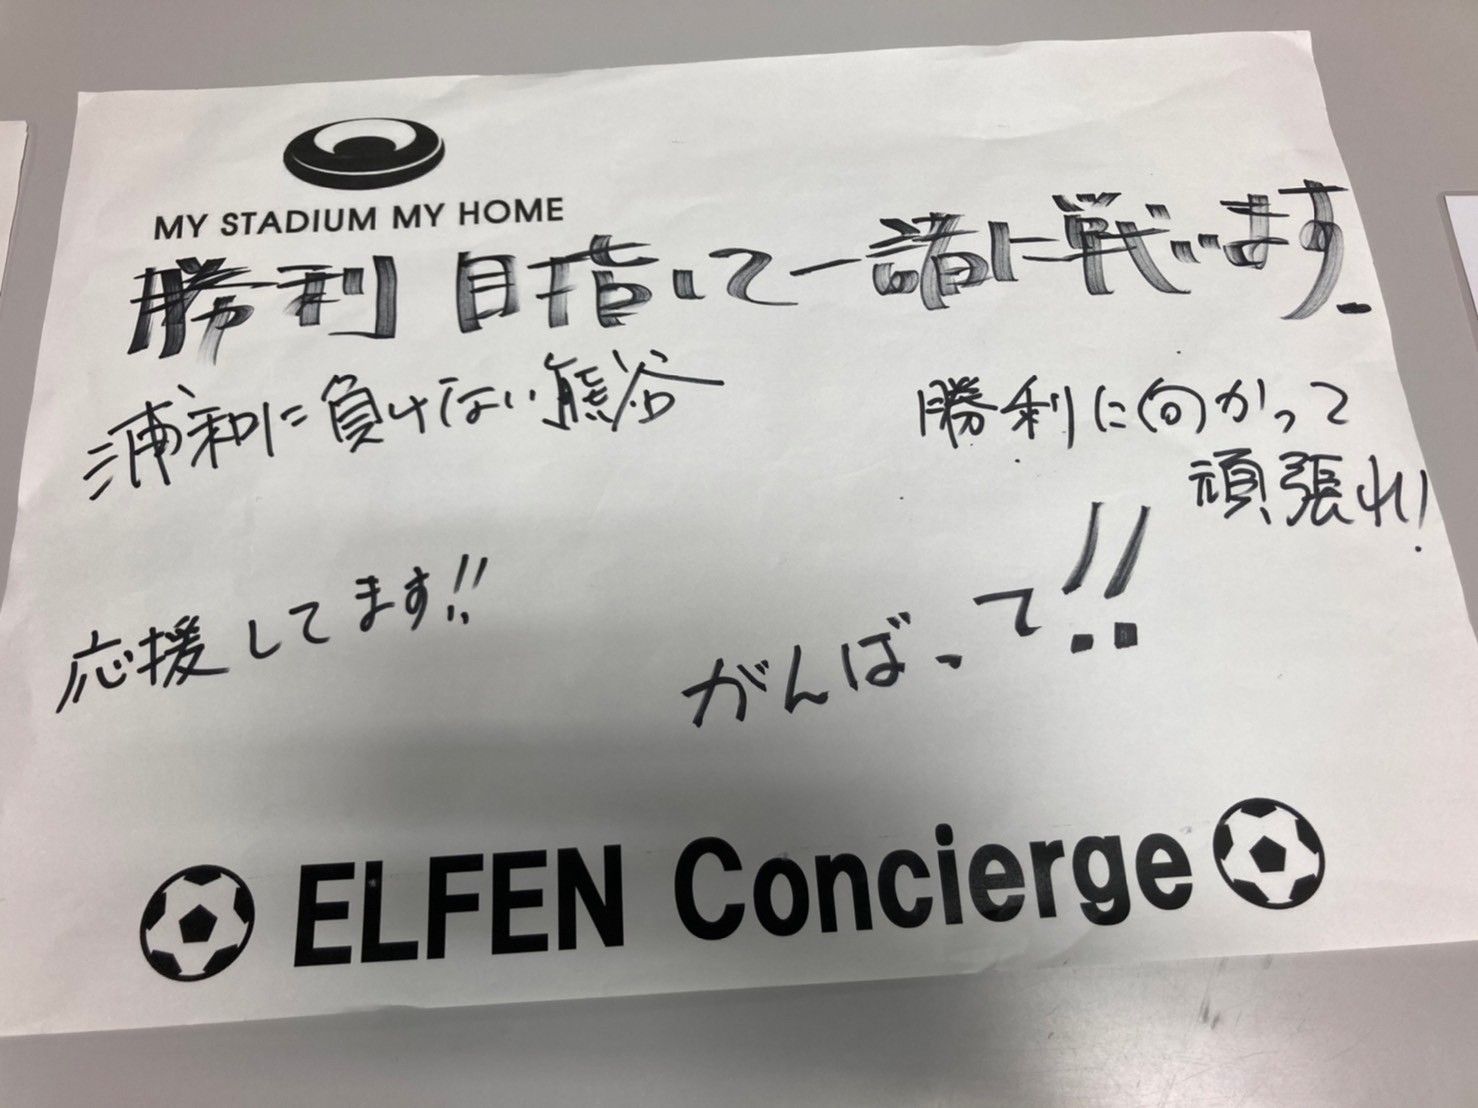 MY STADIUM MY HOME
勝利 目指して一諸に戦います.
浦和に負けない熊谷
勝利に向かって
頑張れ!
応援してます!!
がんばって!!
ELFEN Concierge